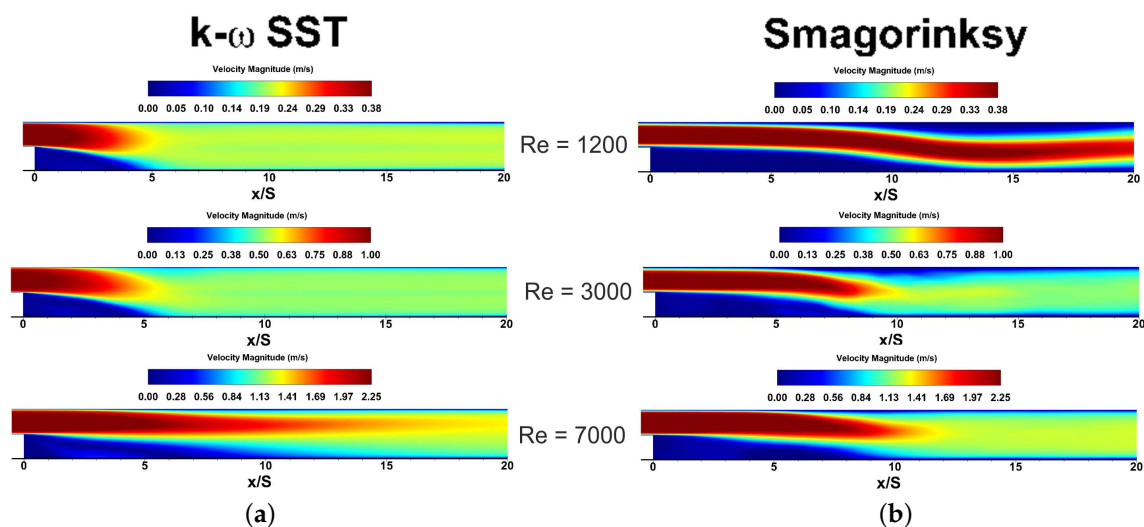 k-ω SST
Smagorinksy
Velocity Magnitude (m/s)
0.00 0.05 0.10 0.14 0.19 0.24 0.29 0.33 0.38
0 5 10 15 20
x/S
Re = 1200
Velocity Magnitude (m/s)
0.00 0.05 0.10 0.14 0.19 0.24 0.29 0.33 0.38
0 5 10 15 20
x/S
Velocity Magnitude (m/s)
0.00 0.13 0.25 0.38 0.50 0.63 0.75 0.88 1.00
0 5 10 15 20
x/S
Re = 3000
Velocity Magnitude (m/s)
0.00 0.13 0.25 0.38 0.50 0.63 0.75 0.88 1.00
0 5 10 15 20
x/S
Velocity Magnitude (m/s)
0.00 0.28 0.56 0.84 1.13 1.41 1.69 1.97 2.25
0 5 10 15 20
x/S
Re = 7000
Velocity Magnitude (m/s)
0.00 0.28 0.56 0.84 1.13 1.41 1.69 1.97 2.25
0 5 10 15 20
x/S
(a)
(b)